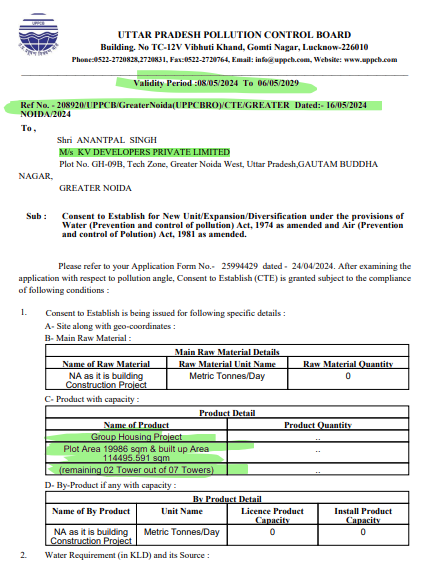 UPPCB
UTTAR PRADESH POLLUTION CONTROL BOARD
Building. No TC-12V Vibhuti Khand, Gomti Nagar, Lucknow-226010
Phone:0522-2720828,2720831, Fax:0522-2720764, Email: info@uppcb.com, Website: www.uppcb.com
Validity Period :08/05/2024 To 06/05/2029
Ref No. - 208920/UPPCB/GreaterNoida(UPPCBRO)/CTE/GREATER Dated:- 16/05/2024
NOIDA/2024
To ,
Shri ANANTPAL SINGH
M/s KV DEVELOPERS PRIVATE LIMITED
Plot No. GH-09B, Tech Zone, Greater Noida West, Uttar Pradesh,GAUTAM BUDDHA
NAGAR,
GREATER NOIDA
Sub : Consent to Establish for New Unit/Expansion/Diversification under the provisions of
Water (Prevention and control of pollution) Act, 1974 as amended and Air (Prevention
and control of Polution) Act, 1981 as amended.
Please refer to your Application Form No.- 25994429 dated - 24/04/2024. After examining the
application with respect to pollution angle, Consent to Establish (CTE) is granted subject to the compliance
of following conditions :
1. Consent to Establish is being issued for following specific details :
A- Site along with geo-coordinates :
B- Main Raw Material :
Main Raw Material Details
Name of Raw Material Raw Material Unit Name Raw Material Quantity
NA as it is building Metric Tonnes/Day 0
Construction Project
C- Product with capacity :
Product Detail
Name of Product Product Quantity
Group Housing Project ..
Plot Area 19986 sqm & built up Area ..
114495.591 sqm
(remaining 02 Tower out of 07 Towers) ..
D- By-Product if any with capacity :
By Product Detail
Name of By Product Unit Name Licence Product Install Product
Capacity Capacity
NA as it is building Metric Tonnes/Day 0 0
Construction Project
2. Water Requirement (in KLD) and its Source :